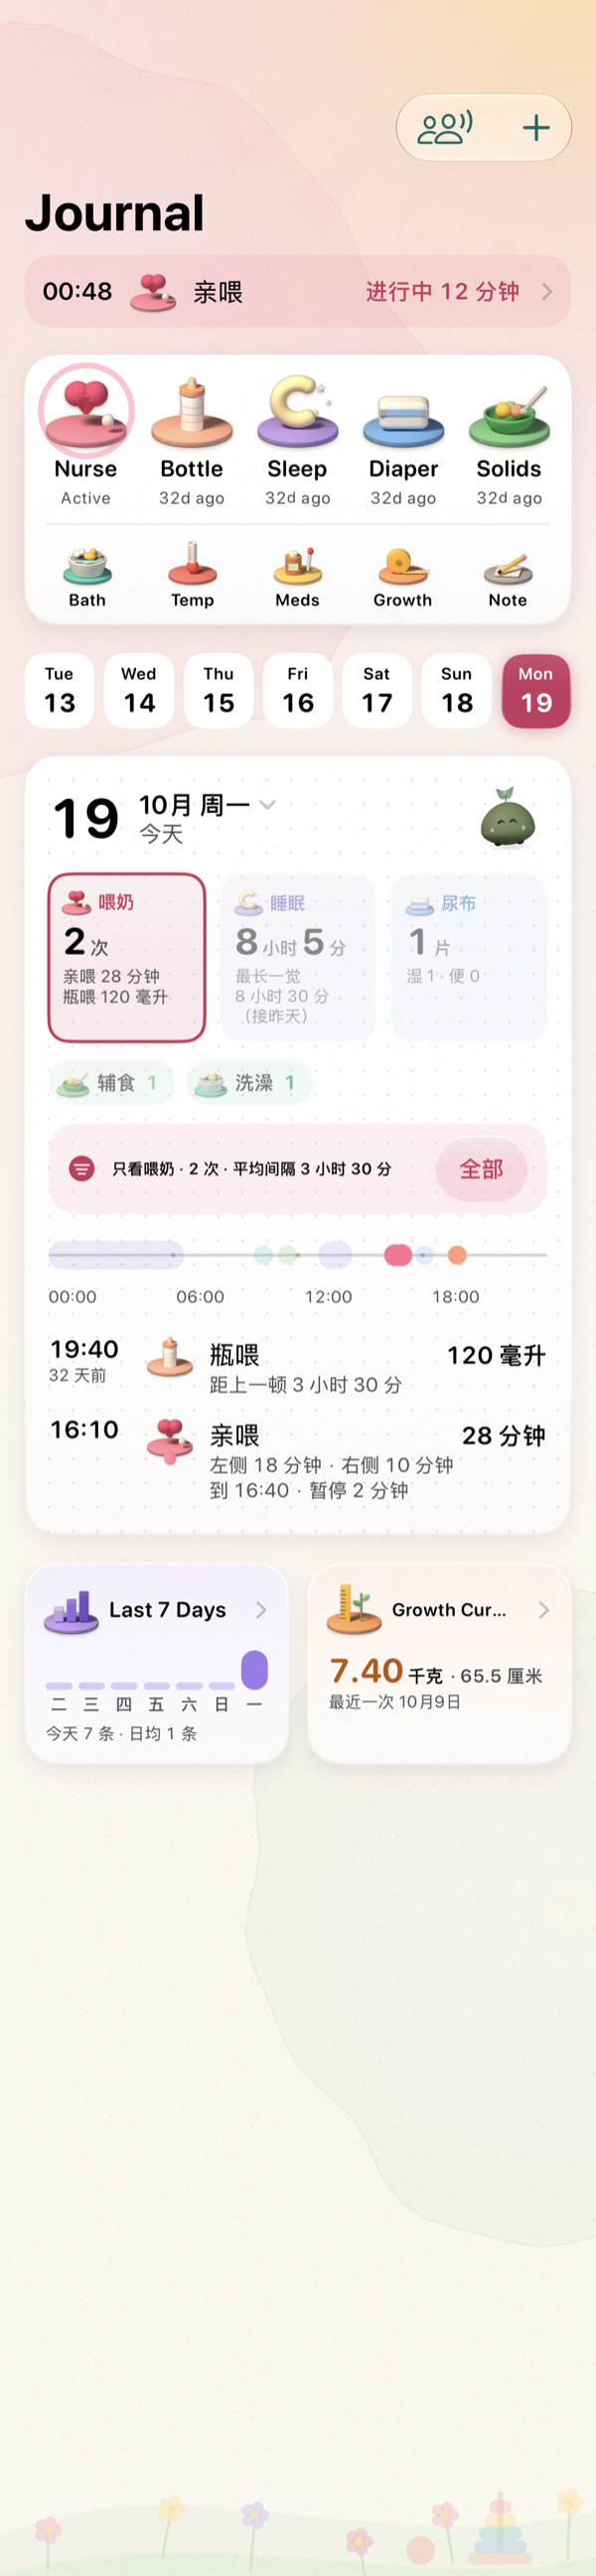 Journal
00:48 亲喂 进行中 12 分钟
Nurse Bottle Sleep Diaper Solids
Active 32d ago 32d ago 32d ago 32d ago
Bath Temp Meds Growth Note
Tue Wed Thu Fri Sat Sun Mon
13 14 15 16 17 18 19
19 10月 周一
今天
喂奶 睡眠 尿布
2 次 8 小时 5 分 1 片
亲喂 28 分钟 最长一觉 湿 1 · 便 0
瓶喂 120 毫升 8 小时 30 分
(接昨天)
辅食 1 洗澡 1
只看喂奶 · 2 次 · 平均间隔 3 小时 30 分 全部
00:00 06:00 12:00 18:00
19:40 瓶喂 120 毫升
32 天前 距上一顿 3 小时 30 分
16:10 亲喂 28 分钟
左侧 18 分钟 · 右侧 10 分钟
到 16:40 · 暂停 2 分钟
Last 7 Days
二 三 四 五 六 日 一
今天 7 条 · 日均 1 条
Growth Cur...
7.40 千克 · 65.5 厘米
最近一次 10月9日